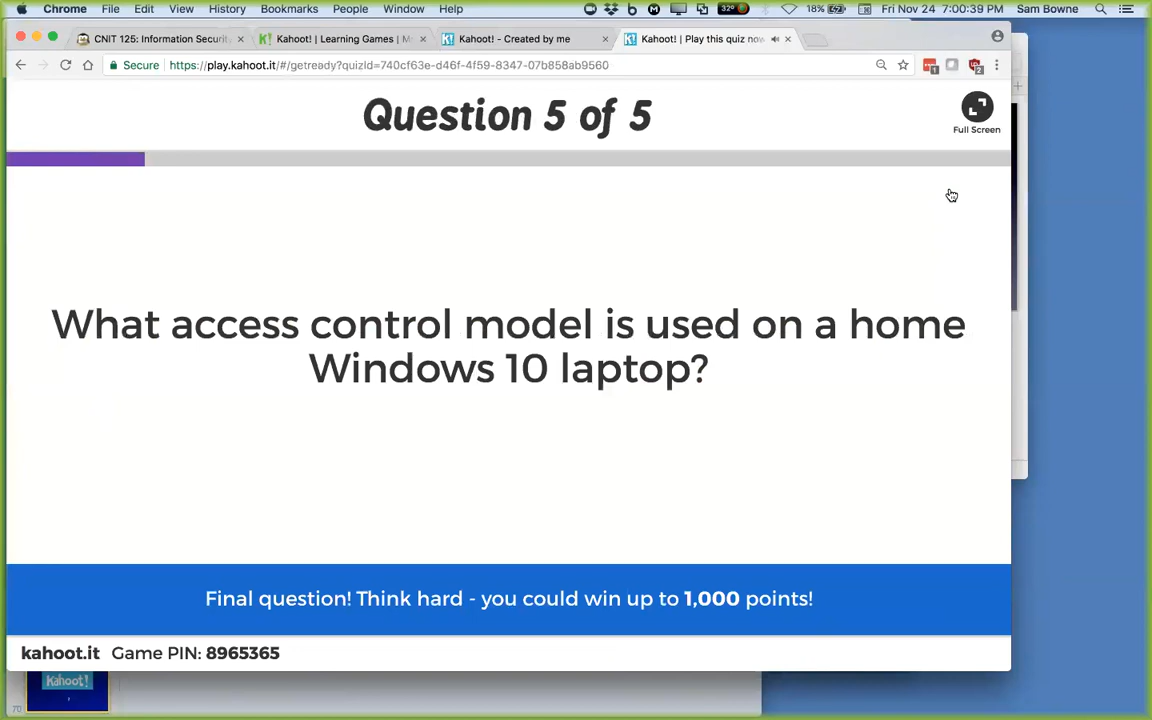 Chrome File Edit View History Bookmarks People Window Help 32° 18% Fri Nov 24 7:00:39 PM Sam Bowne
CNIT 125: Information Securit Kahoot! | Learning Games | M Kahoot! - Created by me Kahoot! | Play this quiz now
Secure https://play.kahoot.it/#/getready?quizId=740cf63e-d46f-4f59-8347-07b858ab9560
Question 5 of 5
Full Screen
What access control model is used on a home
Windows 10 laptop?
Final question! Think hard - you could win up to 1,000 points!
kahoot.it Game PIN: 8965365
Kahoot!
70